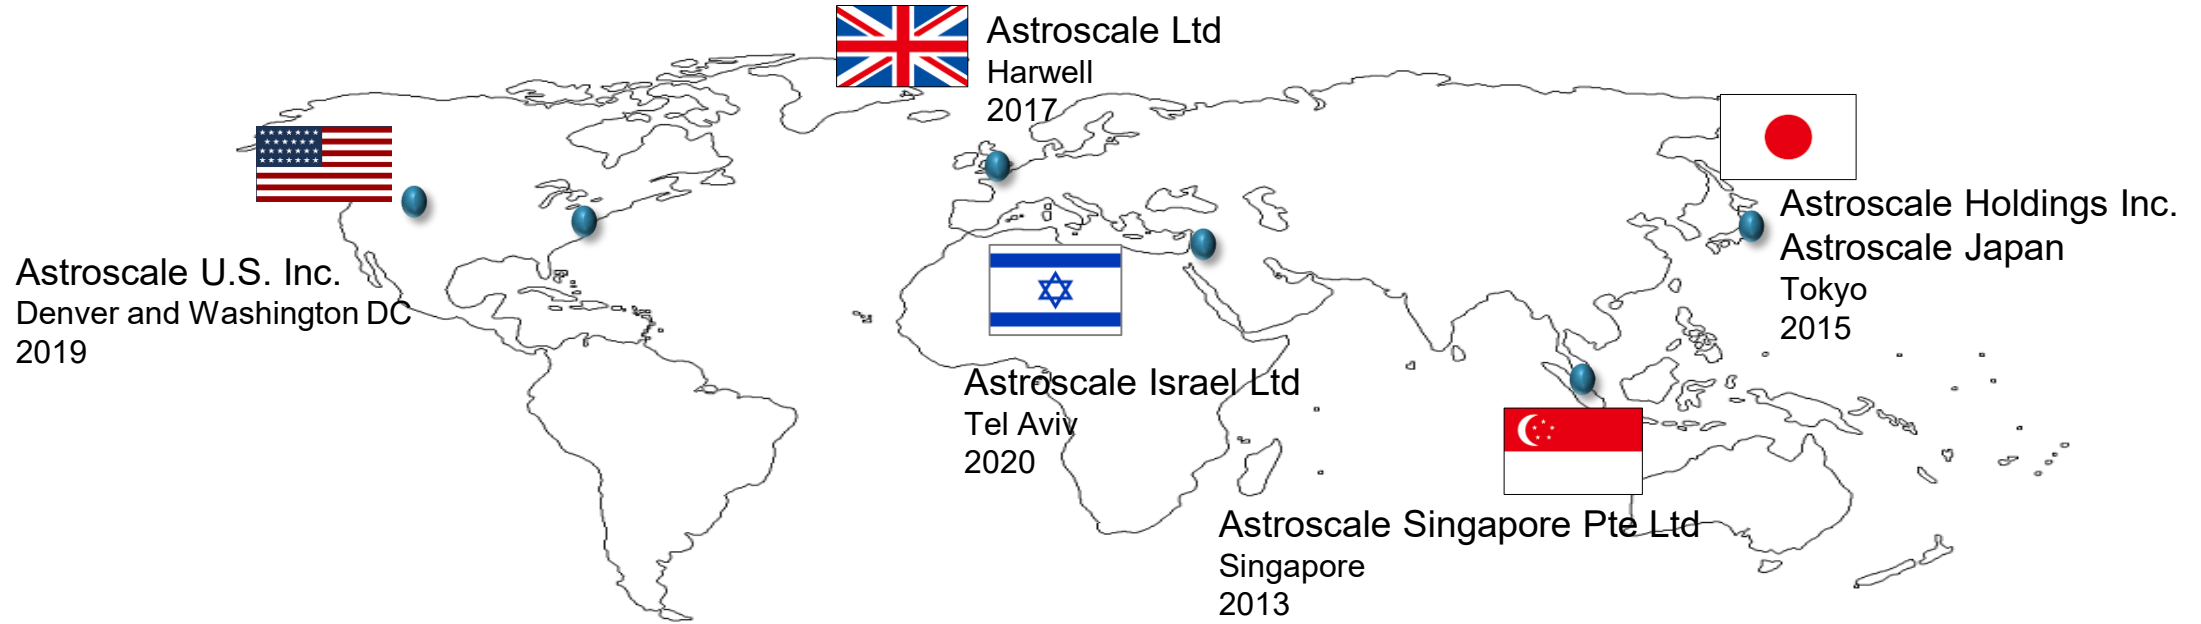 Astroscale Ltd
Harwell
2017
Astroscale Holdings Inc.
Astroscale Japan
Tokyo
2015
Astroscale U.S. Inc.
Denver and Washington DC
2019
Astroscale Israel Ltd
Tel Aviv
2020
Astroscale Singapore Pte Ltd
Singapore
2013